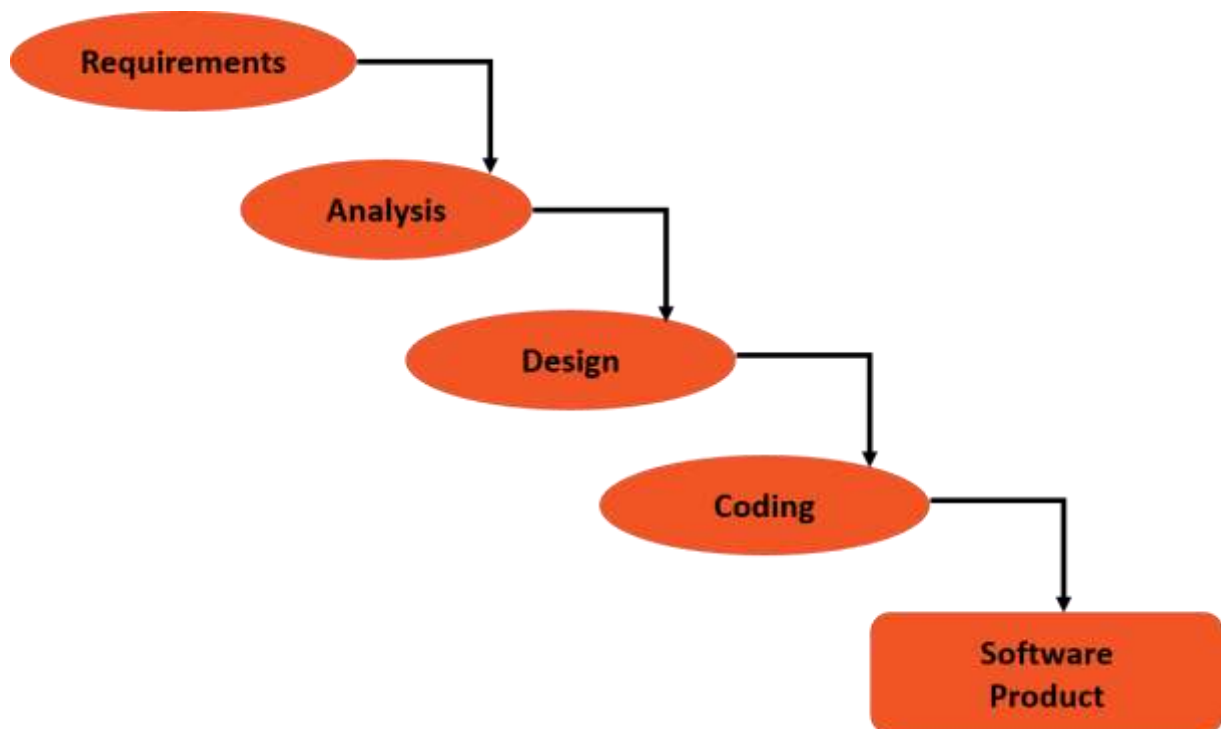 Requirements
Analysis
Design
Coding
Software
Product